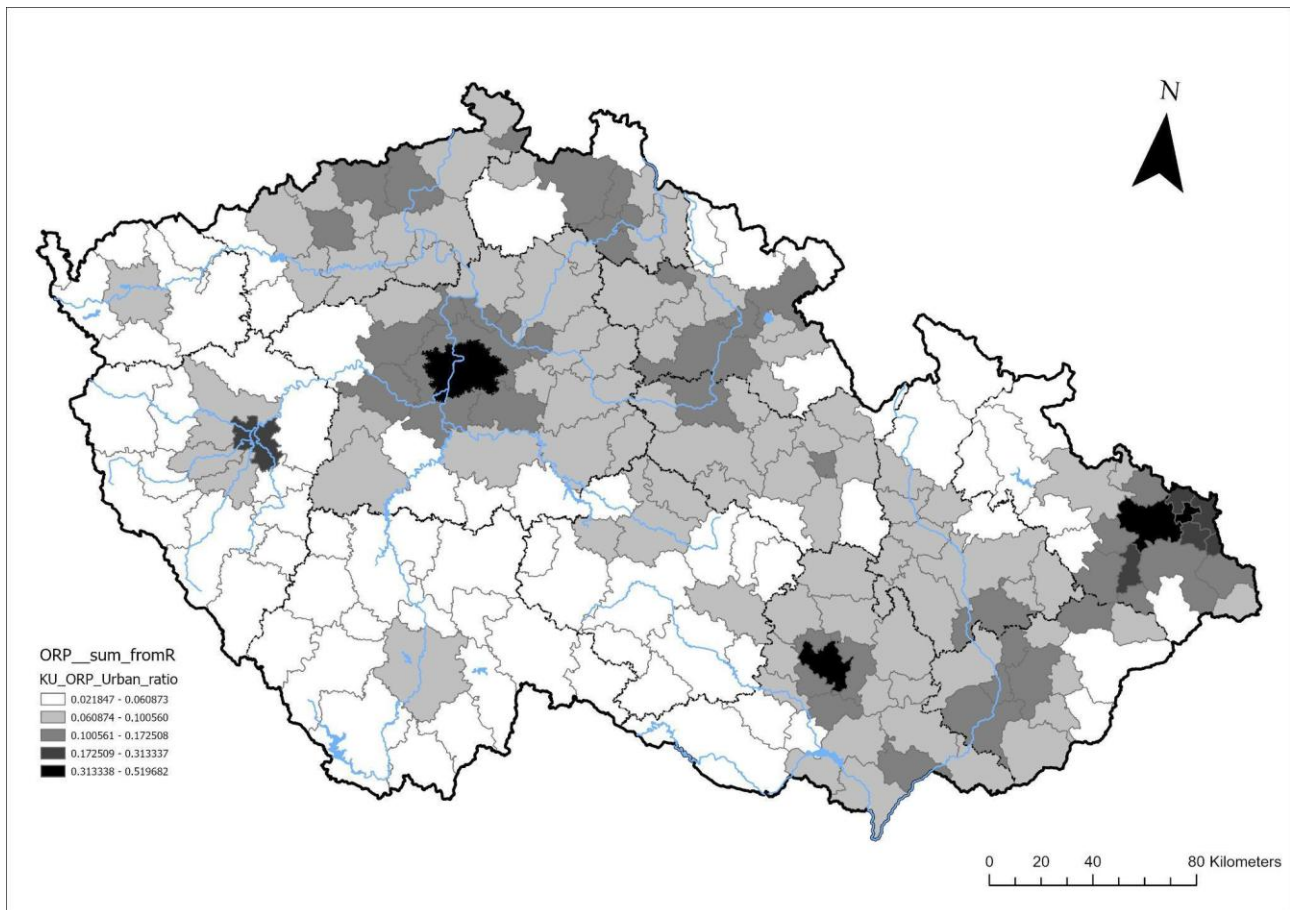 N
ORP__sum_fromR
KU_ORP_Urban_ratio
0.021847 - 0.060873
0.060874 - 0.100560
0.100561 - 0.172508
0.172509 - 0.313337
0.313338 - 0.519682
0 20 40 80 Kilometers